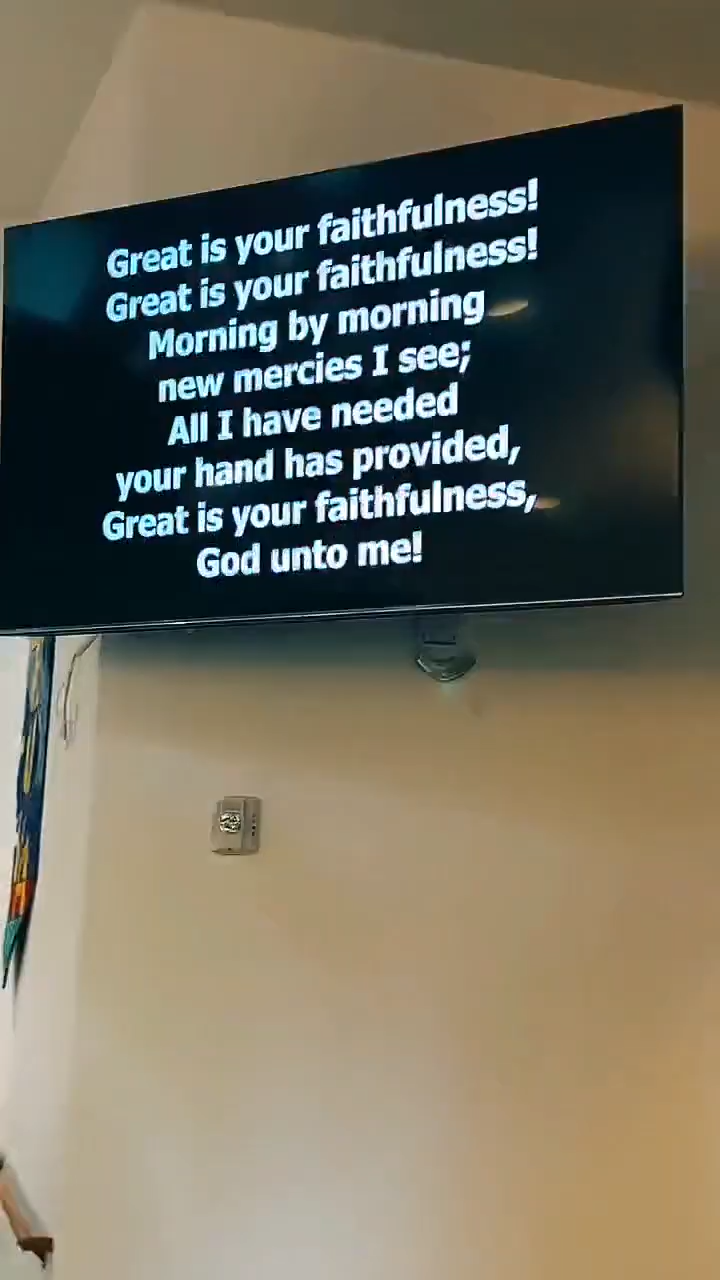 Great is your faithfulness!
Great is your faithfulness!
Morning by morning
new mercies I see;
All I have needed
your hand has provided,
Great is your faithfulness,
God unto me!